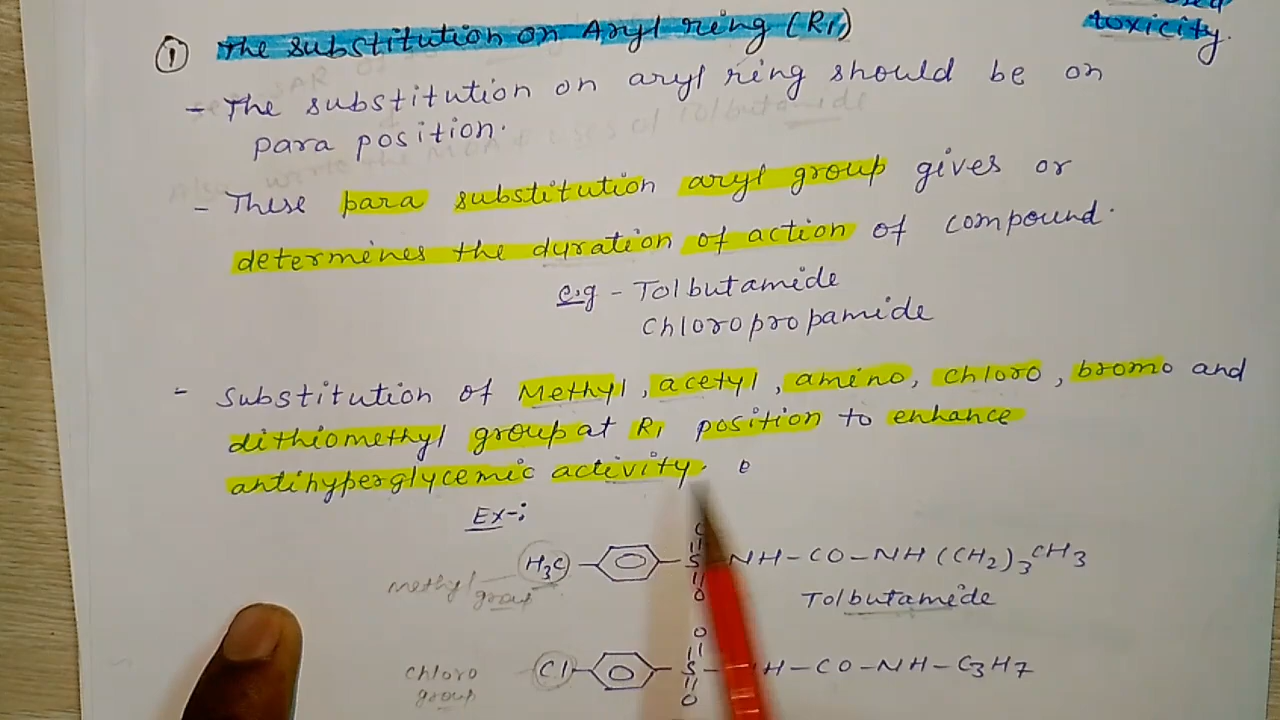 toxicity.
① The substitution on Aryl ring (R1)
- The substitution on aryl ring should be on
para position.
- These para substitution aryl group gives or
determines the duration of action of compound.
e.g - Tolbutamide
Chloropropamide
- Substitution of Methyl, acetyl, amino, chloro, bromo and
dithiomethyl group at R1 position to enhance
antihyperglycemic activity. e
Ex-:
H3C S NH-CO-NH (CH2)3CH3
O
methyl group
Tolbutamide
O
Cl S H-CO-NH-C3H7
O
chloro
group